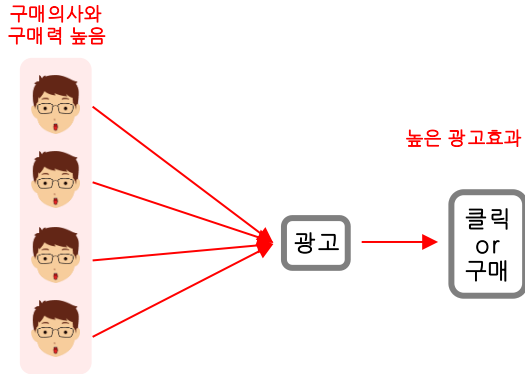 구매의사와
구매력 높음
높은 광고효과
광고
클릭
or
구매